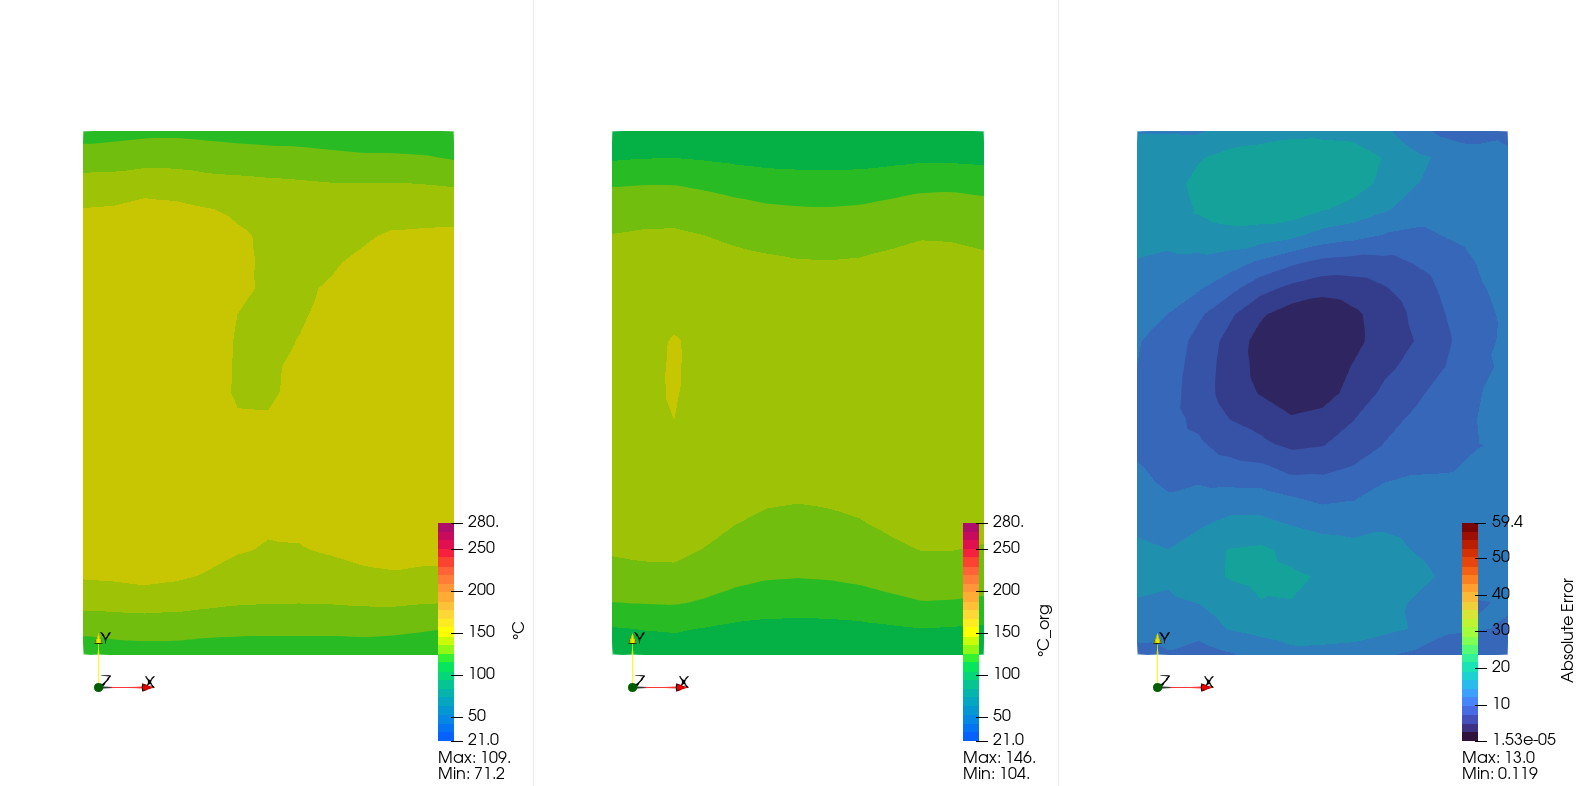 280.
250
200
150
100
50
21.0
°C
Max: 109.
Min: 71.2
Y
Z
X
280.
250
200
150
100
50
21.0
°C_org
Max: 146.
Min: 104.
Y
Z
X
59.4
50
40
30
20
10
1.53e-05
Absolute Error
Max: 13.0
Min: 0.119
Y
Z
X